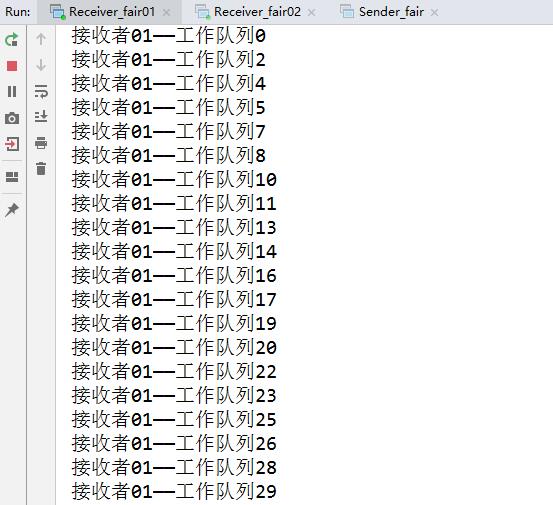 Run: Receiver_fair01 Receiver_fair02 Sender_fair
接收者01——工作队列0
接收者01——工作队列2
接收者01——工作队列4
接收者01——工作队列5
接收者01——工作队列7
接收者01——工作队列8
接收者01——工作队列10
接收者01——工作队列11
接收者01——工作队列13
接收者01——工作队列14
接收者01——工作队列16
接收者01——工作队列17
接收者01——工作队列19
接收者01——工作队列20
接收者01——工作队列22
接收者01——工作队列23
接收者01——工作队列25
接收者01——工作队列26
接收者01——工作队列28
接收者01——工作队列29